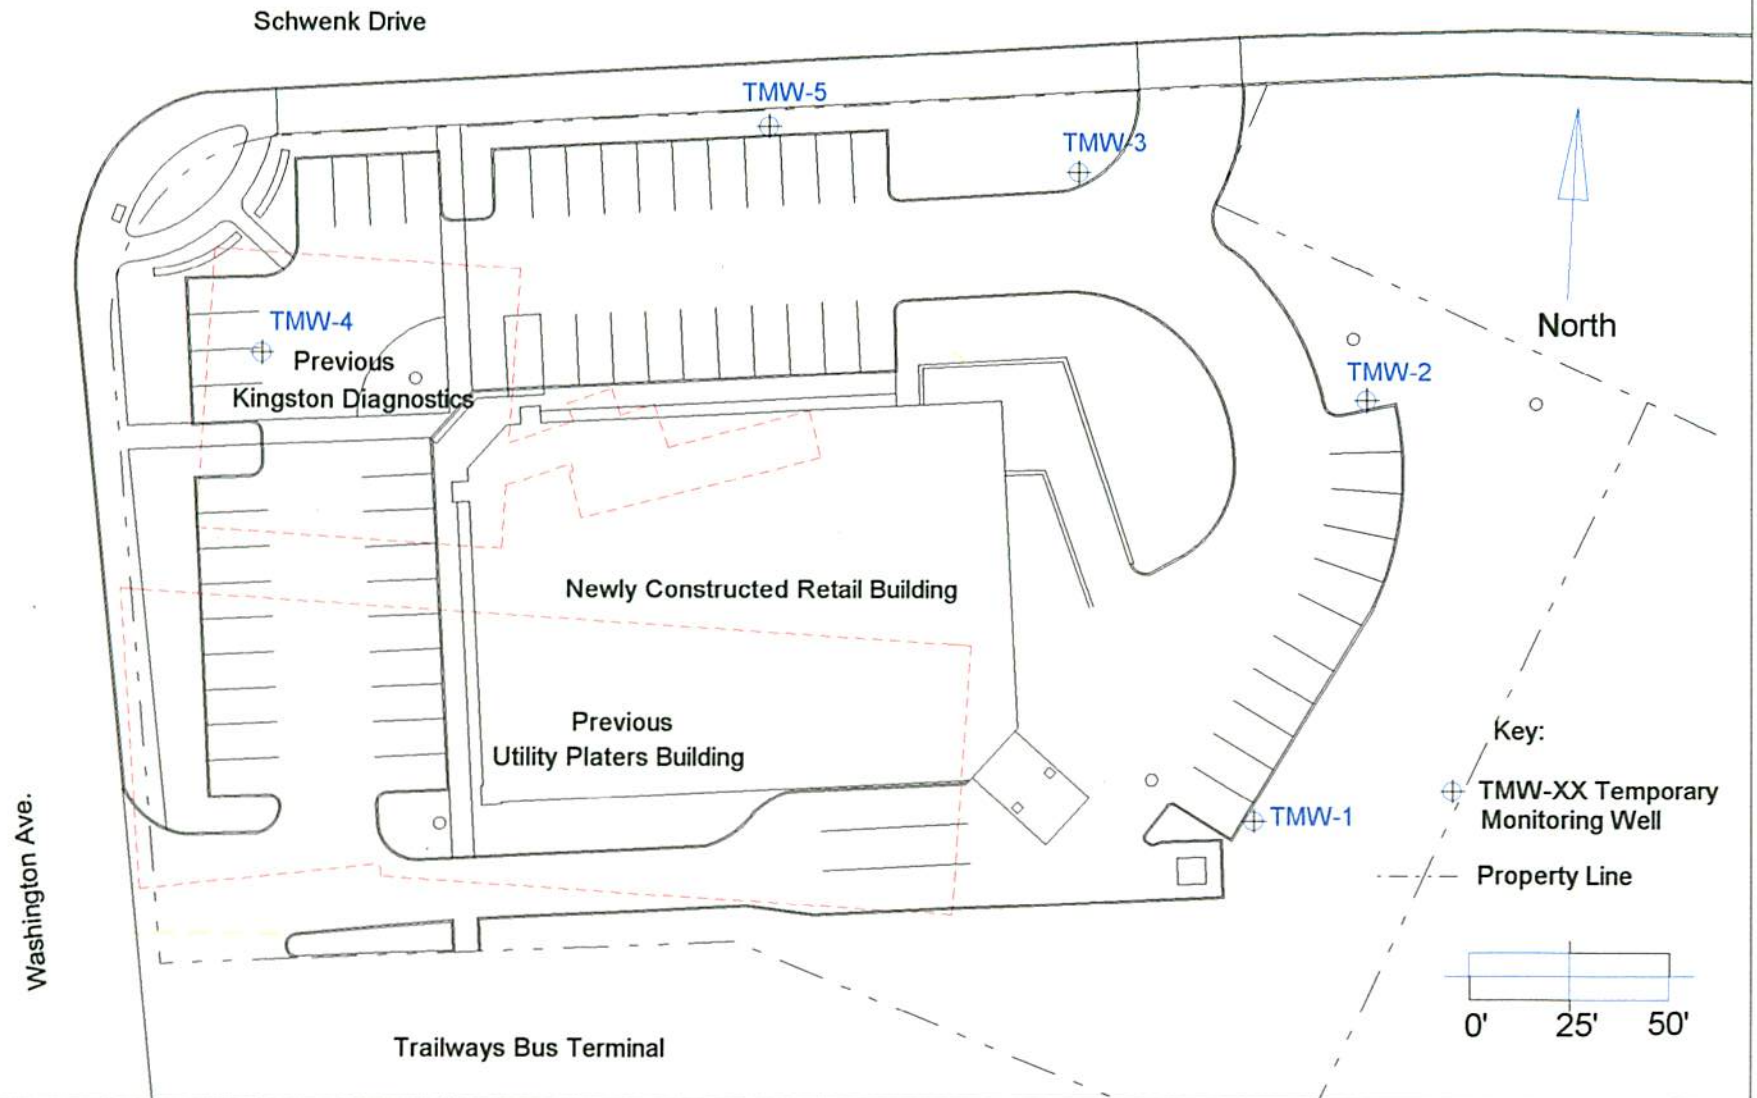 Schwenk Drive
TMW-5
TMW-3
TMW-4
Previous
Kingston Diagnostics
North
TMW-2
Newly Constructed Retail Building
Previous
Utility Platers Building
Key:
TMW-XX Temporary
Monitoring Well
TMW-1
Property Line
Washington Ave.
0' 25' 50'
Trailways Bus Terminal